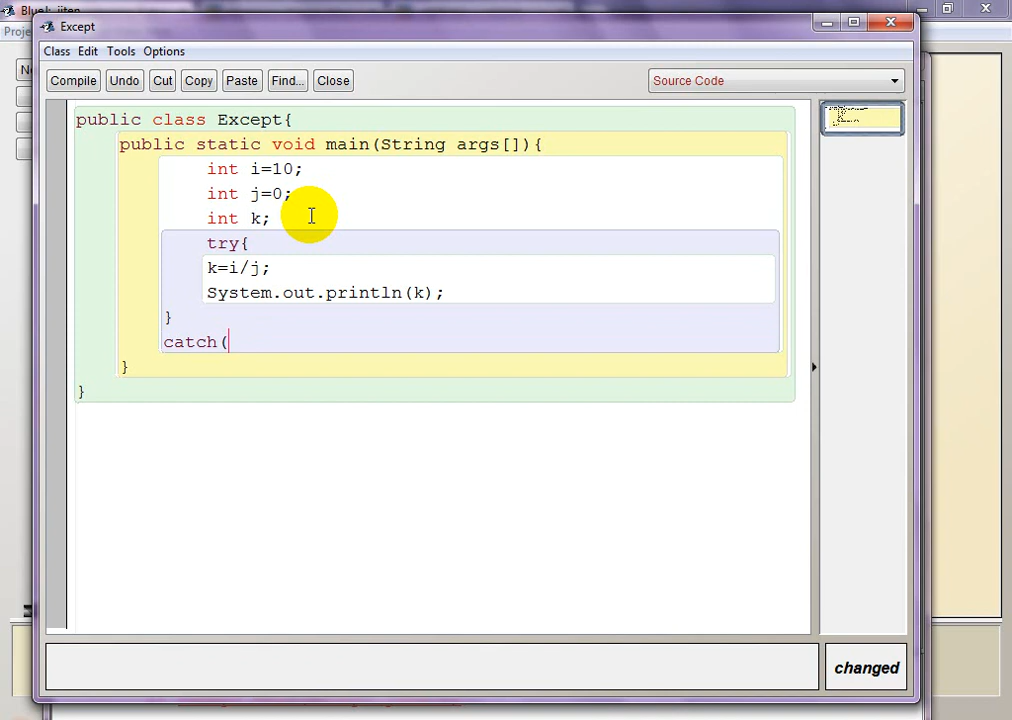 BlueJ: jiten
Proje
Except
Class Edit Tools Options
Compile Undo Cut Copy Paste Find... Close
Source Code
public class Except{
public static void main(String args[]){
int i=10;
int j=0;
int k;
try{
k=i/j;
System.out.println(k);
}
catch(
}
}
changed